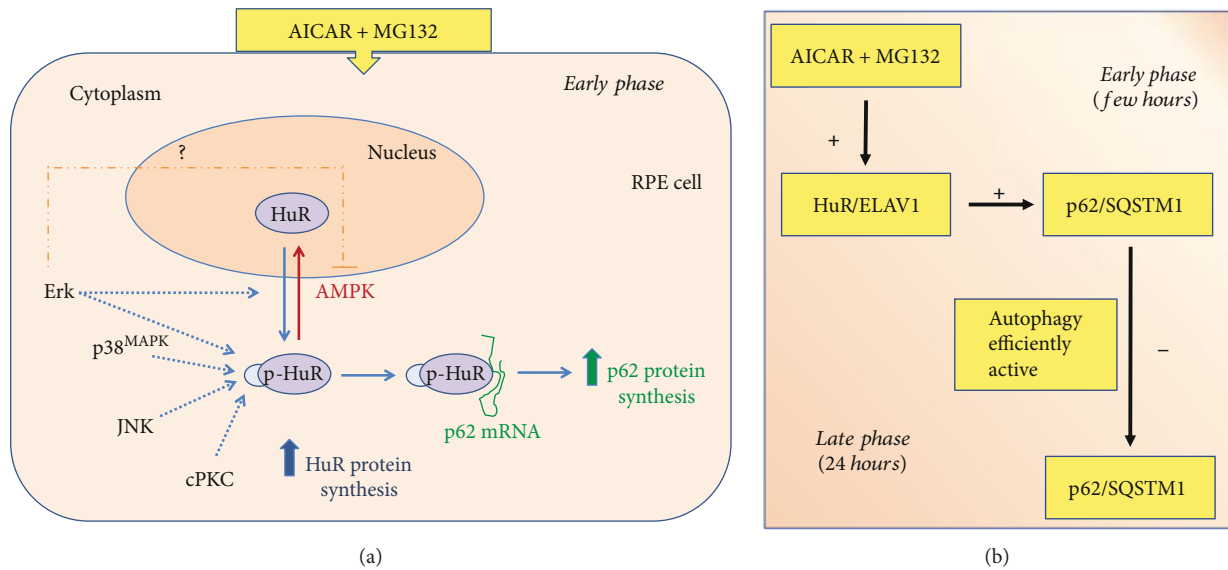 AICAR + MG132
Cytoplasm
Early phase
?
Nucleus
RPE cell
HuR
Erk
AMPK
p38MAPK
p-HuR
p-HuR
p62 protein
synthesis
JNK
p62 mRNA
cPKC
HuR protein
synthesis
(a)
AICAR + MG132
Early phase
(few hours)
+
HuR/ELAV1
+
p62/SQSTM1
Autophagy
efficiently
active
–
Late phase
(24 hours)
p62/SQSTM1
(b)